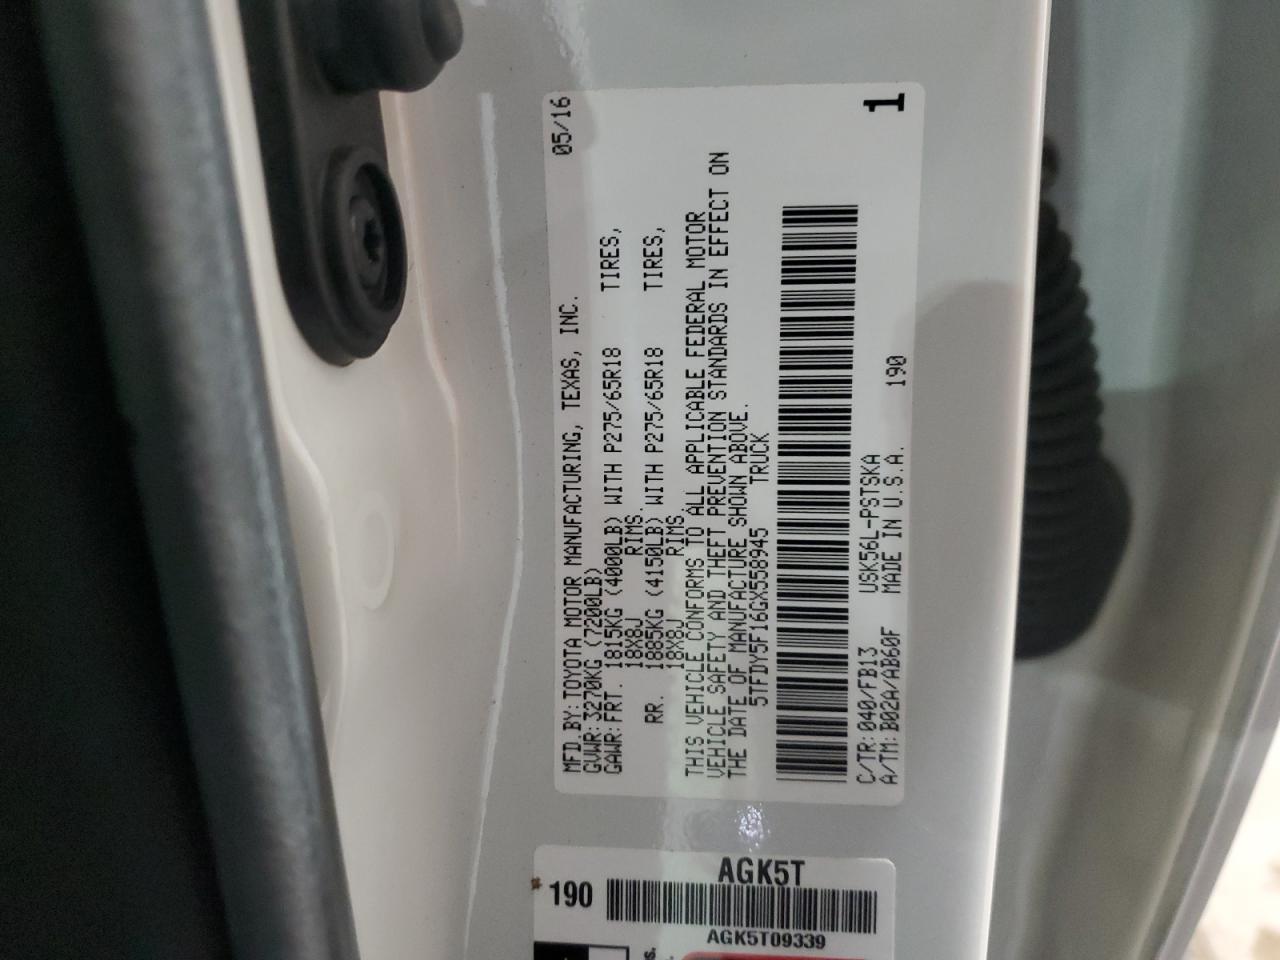 05/16
MFD.BY:TOYOTA MOTOR MANUFACTURING, TEXAS, INC.
GVWR:3270KG (7200LB)
GAWR:FRT. 1815KG (4000LB) WITH P275/65R18 TIRES,
18X8J RIMS.
RR. 1885KG (4150LB) WITH P275/65R18 TIRES,
18X8J RIMS.
THIS VEHICLE CONFORMS TO ALL APPLICABLE FEDERAL MOTOR
VEHICLE SAFETY AND THEFT PREVENTION STANDARDS IN EFFECT ON
THE DATE OF MANUFACTURE SHOWN ABOVE.
5TFDY5F16GX558945 TRUCK
C/TR:040/FB13 USK56L-PSTSKA
A/TM:B02A/AB60F MADE IN U.S.A. 190
1
AGK5T
190
AGK5T09339